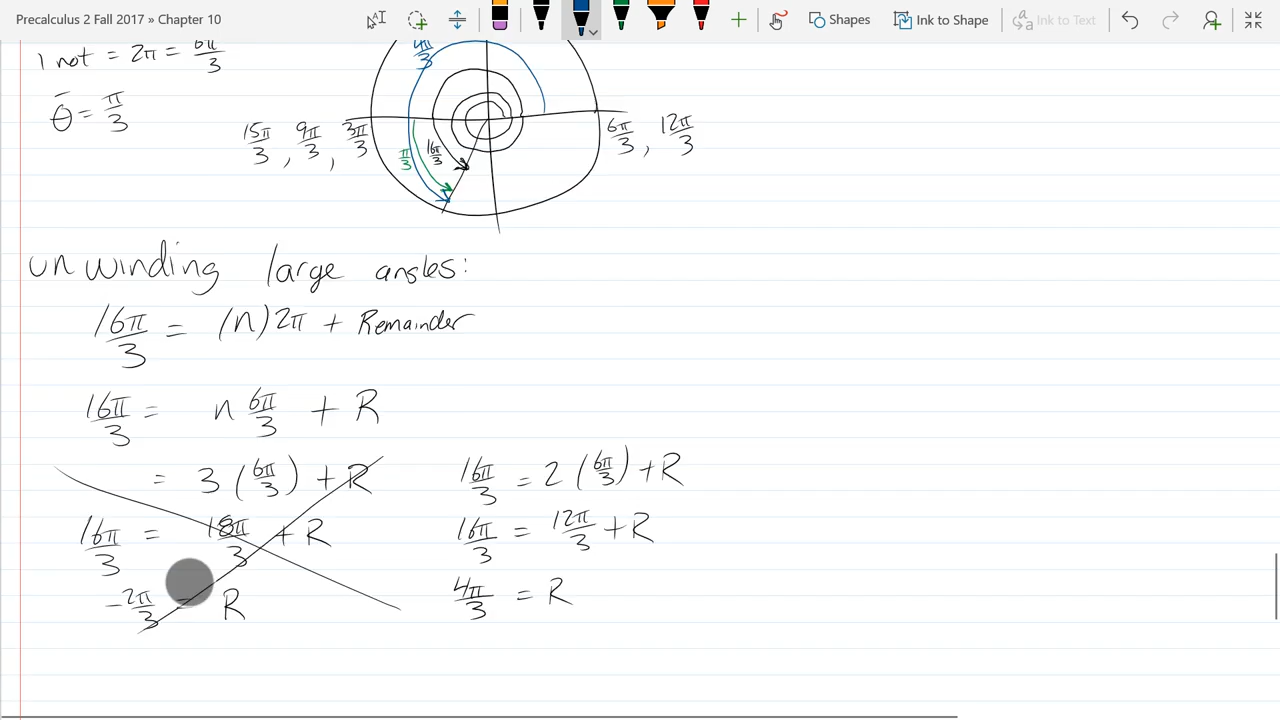 Precalculus 2 Fall 2017 » Chapter 10
Shapes
Ink to Shape
Ink to Text
1 rot = 2π = 6π/3
θ̄ = π/3
4π/3
15π/3 , 9π/3 , 3π/3
π/3
16π/3
6π/3 , 12π/3
unwinding large angles:
16π/3 = (n)2π + Remainder
16π/3 = n 6π/3 + R
= 3 (6π/3) + R
16π/3 = 18π/3 + R
-2π/3 = R
16π/3 = 2 (6π/3) + R
16π/3 = 12π/3 + R
4π/3 = R